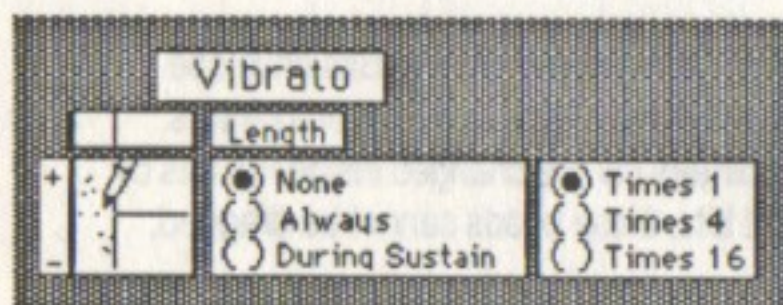 Vibrato
Length
+
-
(●) None
( ) Always
( ) During Sustain
(●) Times 1
( ) Times 4
( ) Times 16